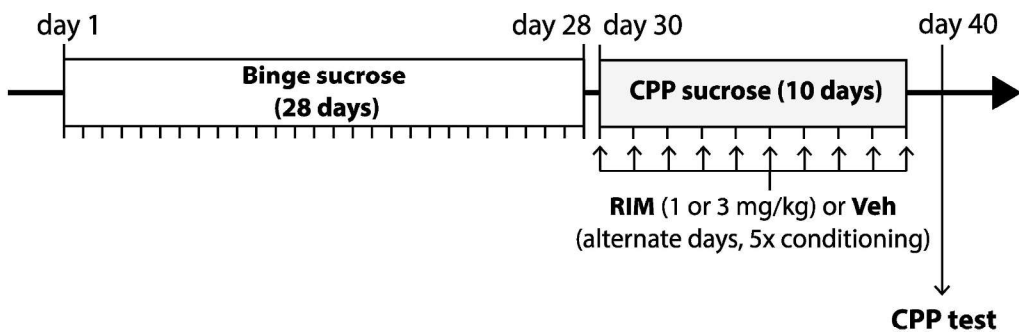 day 1
day 28
day 30
day 40
Binge sucrose
(28 days)
CPP sucrose (10 days)
RIM (1 or 3 mg/kg) or Veh
(alternate days, 5x conditioning)
CPP test